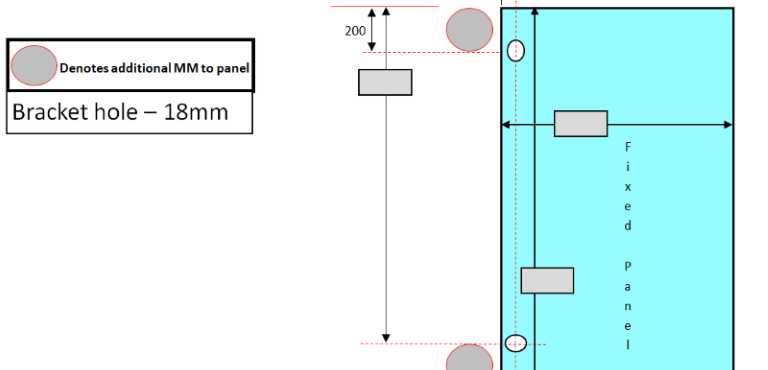 200
Denotes additional MM to panel
Bracket hole – 18mm
F
i
x
e
d
P
a
n
e
l